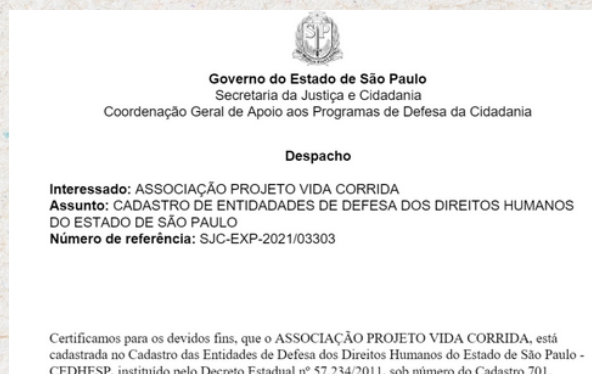 Governo do Estado de São Paulo
Secretaria da Justiça e Cidadania
Coordenação Geral de Apoio aos Programas de Defesa da Cidadania
Despacho
Interessado: ASSOCIAÇÃO PROJETO VIDA CORRIDA
Assunto: CADASTRO DE ENTIDADADES DE DEFESA DOS DIREITOS HUMANOS
DO ESTADO DE SÃO PAULO
Número de referência: SJC-EXP-2021/03303
Certificamos para os devidos fins, que o ASSOCIAÇÃO PROJETO VIDA CORRIDA, está
cadastrada no Cadastro das Entidades de Defesa dos Direitos Humanos do Estado de São Paulo -
CEDHESP, instituído pelo Decreto Estadual nº 57.234/2011, sob número do Cadastro 701